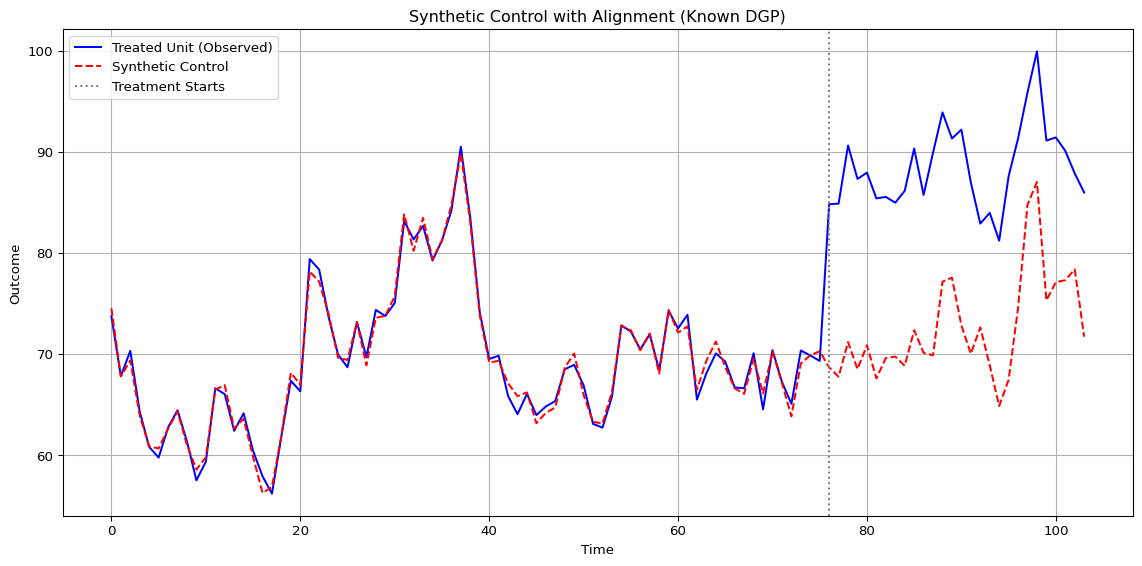 Synthetic Control with Alignment (Known DGP)
Treated Unit (Observed)
Synthetic Control
Treatment Starts
Outcome
100
90
80
70
60
0 20 40 60 80 100
Time